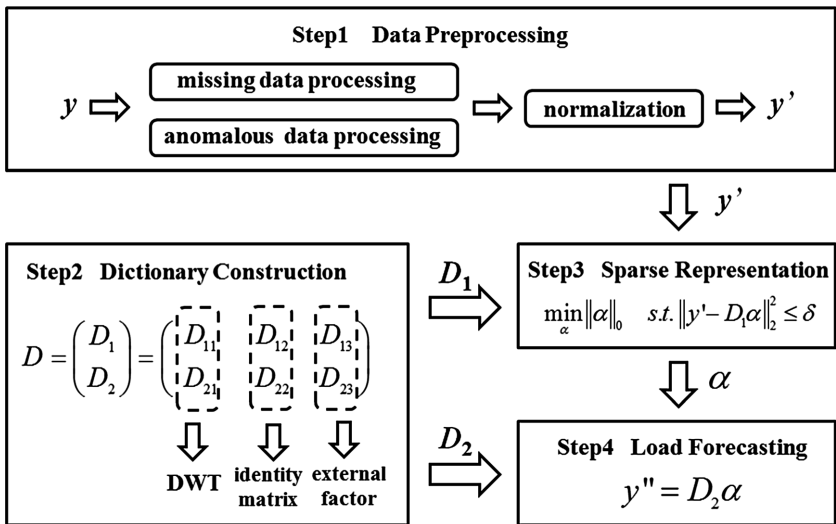 Step1 Data Preprocessing
missing data processing
y
anomalous data processing
normalization
y'
y'
Step2 Dictionary Construction
D = (D₁ D₂) = (D₁₁ D₁₂ D₁₃
D₂₁ D₂₂ D₂₃)
DWT
identity matrix
external factor
D₁
Step3 Sparse Representation
min α ‖α‖₀ s.t. ‖y'− D₁α‖₂² ≤ δ
α
D₂
Step4 Load Forecasting
y" = D₂α